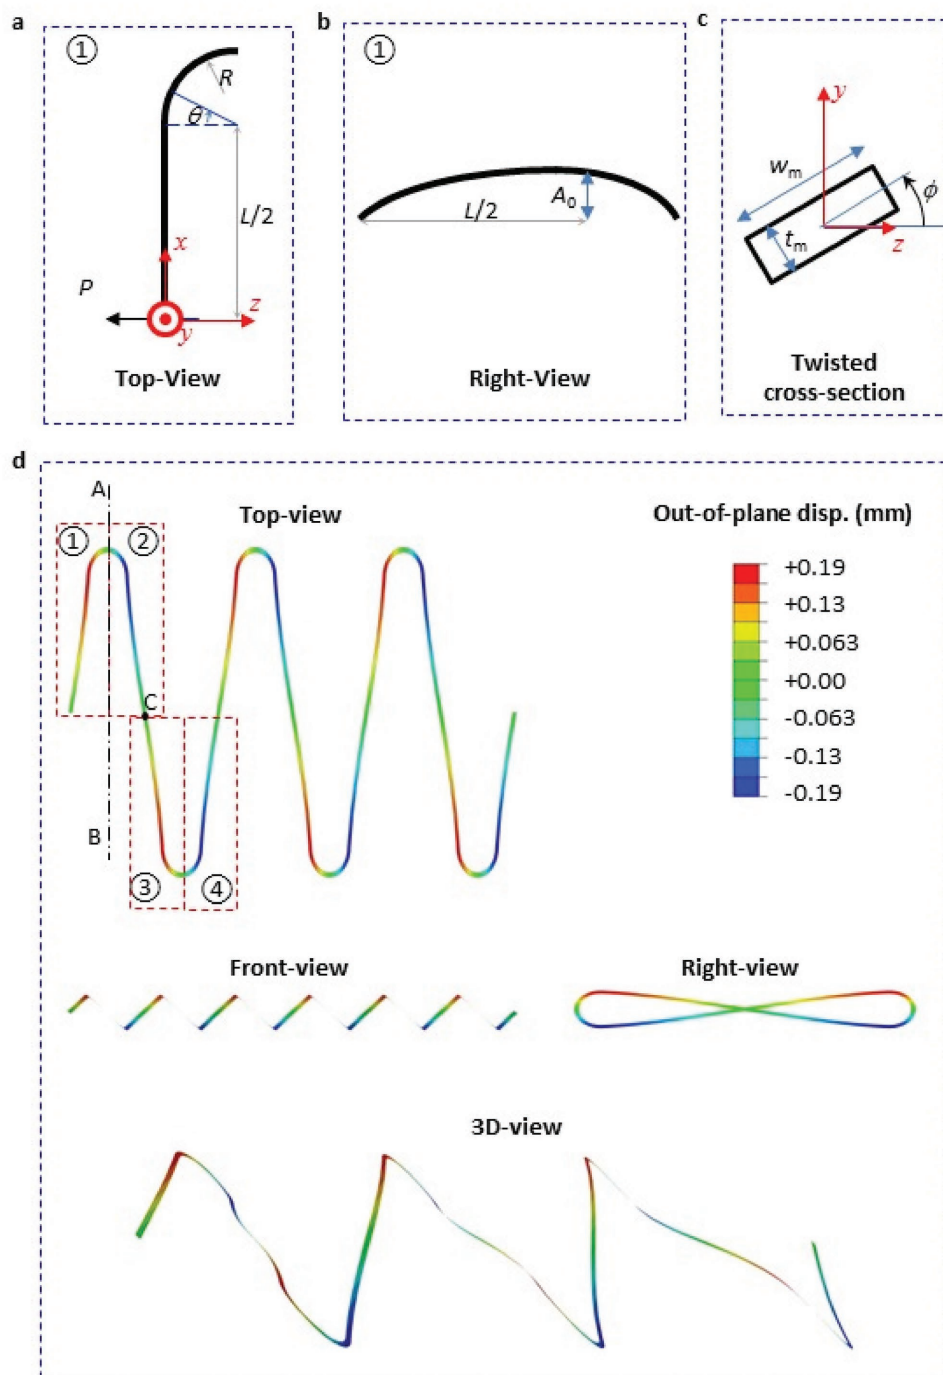 a
①
R
θ
L/2
x
P
z
y
Top-View
b
①
A₀
L/2
Right-View
c
y
wₘ
ϕ
tₘ
z
Twisted
cross-section
d
A
Top-view
Out-of-plane disp. (mm)
① ②
+0.19
+0.13
+0.063
+0.00
-0.063
-0.13
-0.19
C
B
③ ④
Front-view
Right-view
3D-view